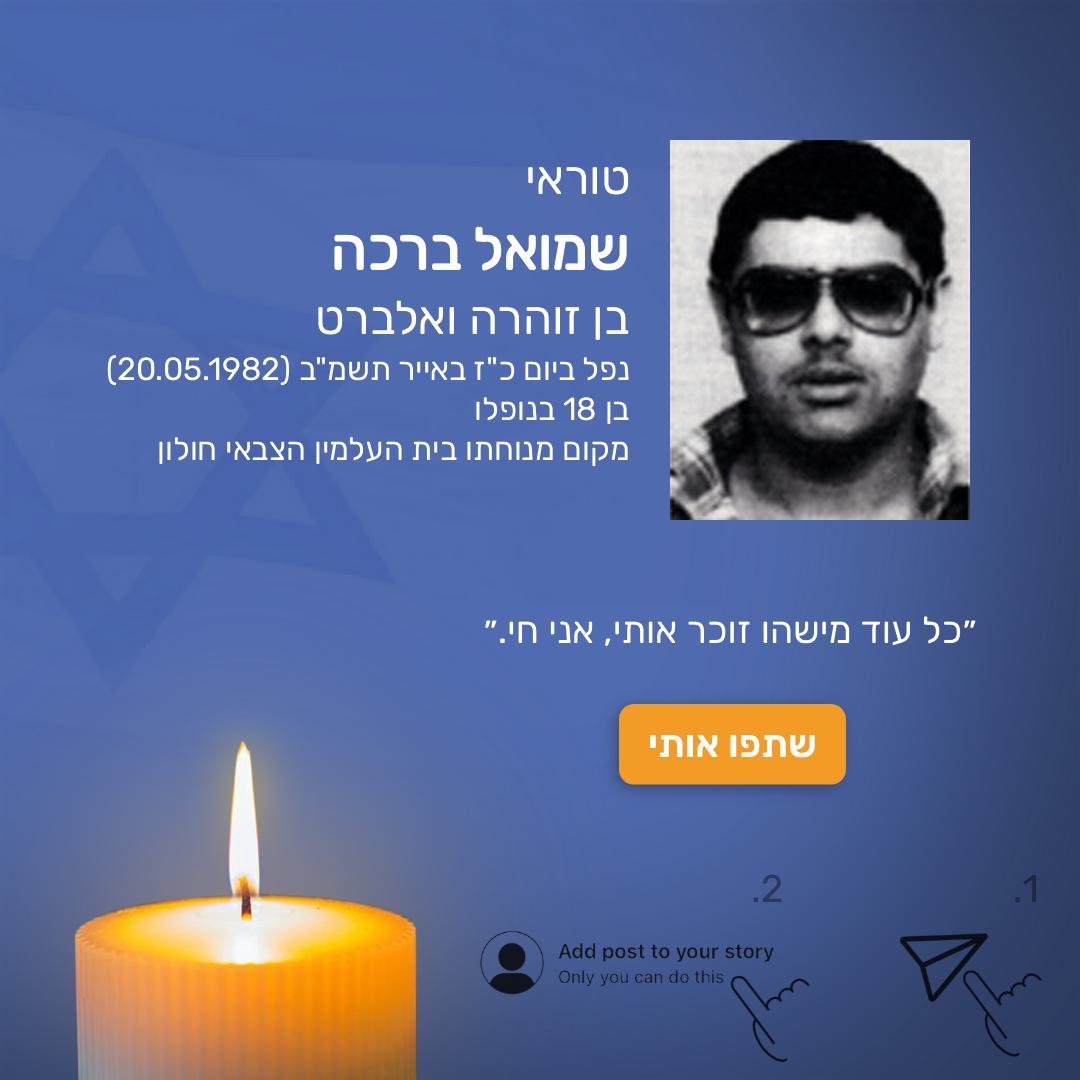 טוראי
שמואל ברכה
בן זוהרה ואלברט
נפל ביום כ"ז באייר תשמ"ב (20.05.1982)
בן 18 בנופלו
מקום מנוחתו בית העלמין הצבאי חולון
״כל עוד מישהו זוכר אותי, אני חי.״
שתפו אותי
1.
2.
Add post to your story
Only you can do this